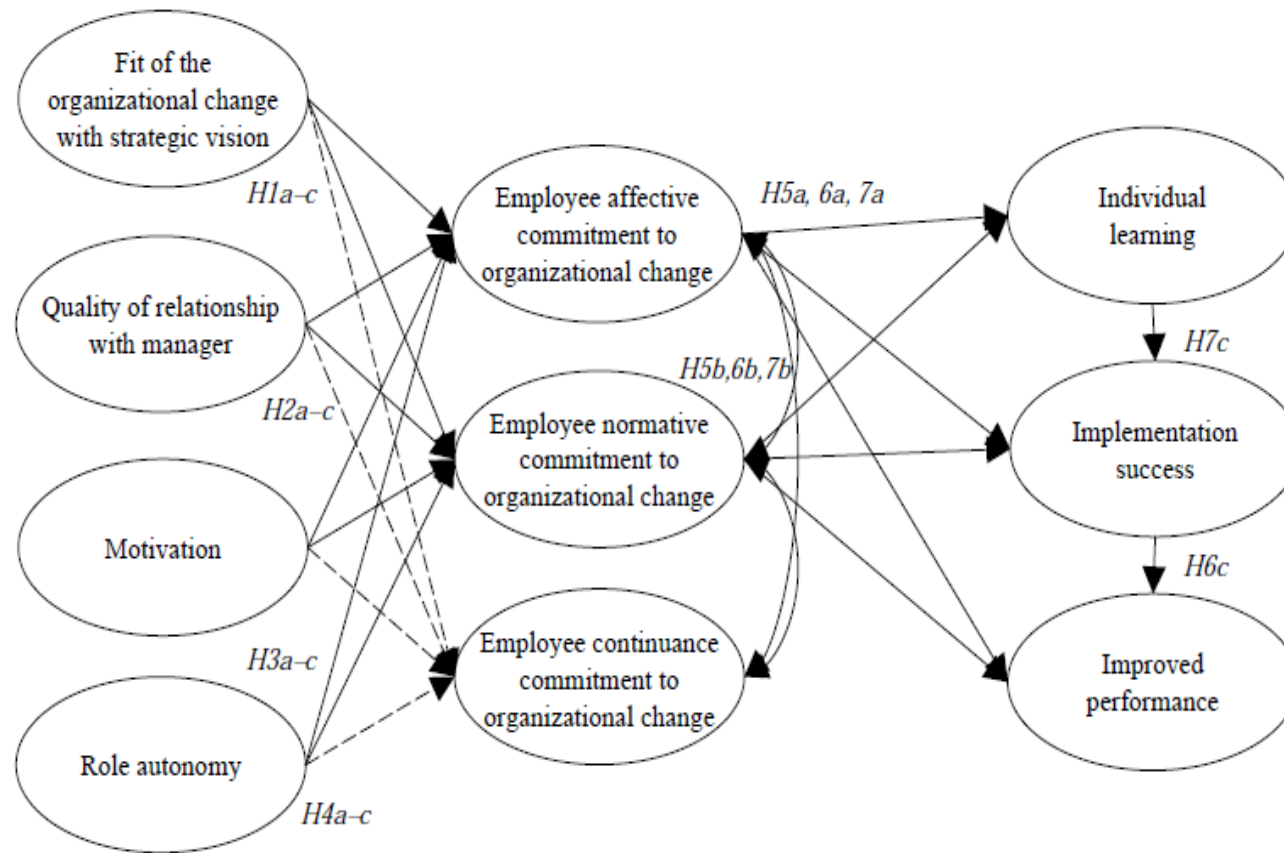 Fit of the
organizational change
with strategic vision
H1a–c
Quality of relationship
with manager
H2a–c
Motivation
H3a–c
Role autonomy
H4a–c
Employee affective
commitment to
organizational change
H5a, 6a, 7a
H5b,6b,7b
Employee normative
commitment to
organizational change
Employee continuance
commitment to
organizational change
Individual
learning
H7c
Implementation
success
H6c
Improved
performance